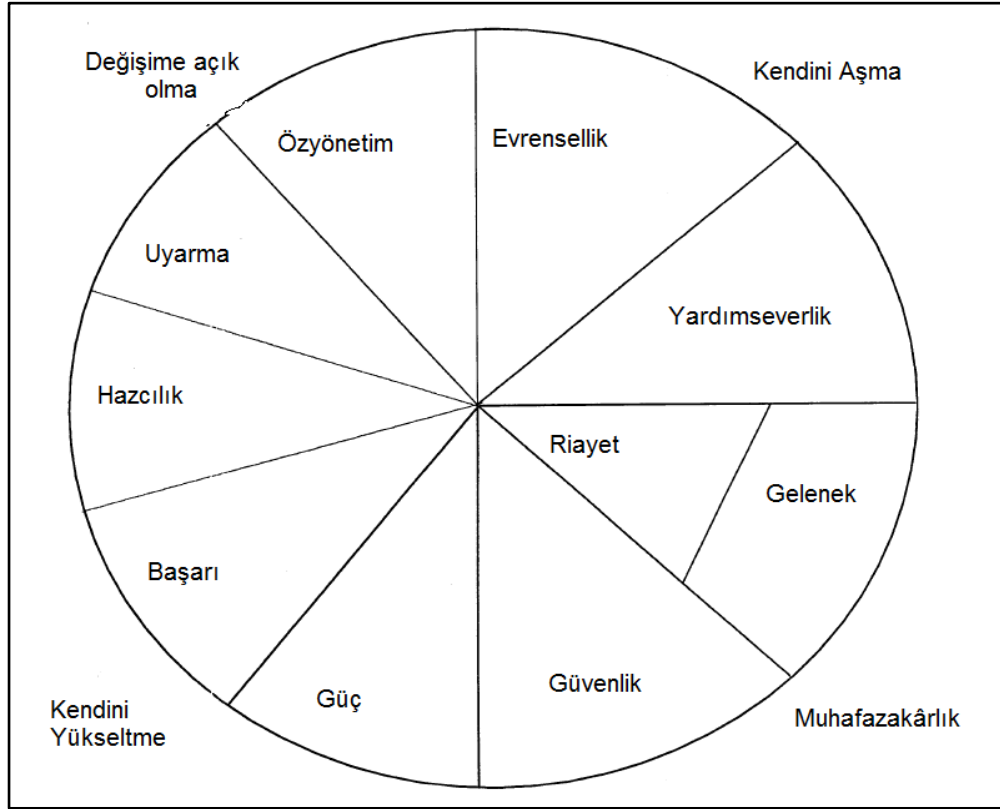 Değişime açık
olma
Kendini Aşma
Özyönetim
Evrensellik
Uyarma
Yardımseverlik
Hazcılık
Riayet
Gelenek
Başarı
Güç
Güvenlik
Kendini
Yükseltme
Muhafazakârlık